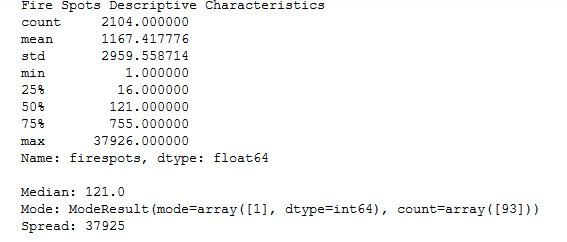 Fire Spots Descriptive Characteristics
count     2104.000000
mean      1167.417776
std       2959.558714
min          1.000000
25%         16.000000
50%        121.000000
75%        755.000000
max      37926.000000
Name: firespots, dtype: float64
Median: 121.0
Mode: ModeResult(mode=array([1], dtype=int64), count=array([93]))
Spread: 37925